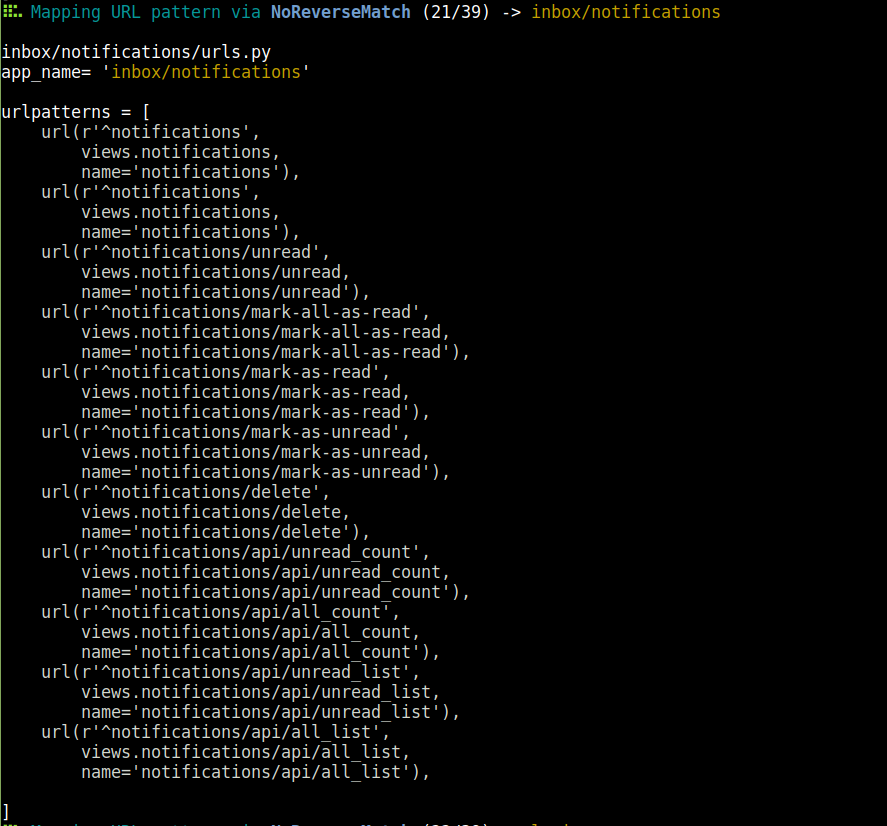 Mapping URL pattern via NoReverseMatch (21/39) -> inbox/notifications
inbox/notifications/urls.py
app_name= 'inbox/notifications'
urlpatterns = [
    url(r'^notifications',
        views.notifications,
        name='notifications'),
    url(r'^notifications',
        views.notifications,
        name='notifications'),
    url(r'^notifications/unread',
        views.notifications/unread,
        name='notifications/unread'),
    url(r'^notifications/mark-all-as-read',
        views.notifications/mark-all-as-read,
        name='notifications/mark-all-as-read'),
    url(r'^notifications/mark-as-read',
        views.notifications/mark-as-read,
        name='notifications/mark-as-read'),
    url(r'^notifications/mark-as-unread',
        views.notifications/mark-as-unread,
        name='notifications/mark-as-unread'),
    url(r'^notifications/delete',
        views.notifications/delete,
        name='notifications/delete'),
    url(r'^notifications/api/unread_count',
        views.notifications/api/unread_count,
        name='notifications/api/unread_count'),
    url(r'^notifications/api/all_count',
        views.notifications/api/all_count,
        name='notifications/api/all_count'),
    url(r'^notifications/api/unread_list',
        views.notifications/api/unread_list,
        name='notifications/api/unread_list'),
    url(r'^notifications/api/all_list',
        views.notifications/api/all_list,
        name='notifications/api/all_list'),
]